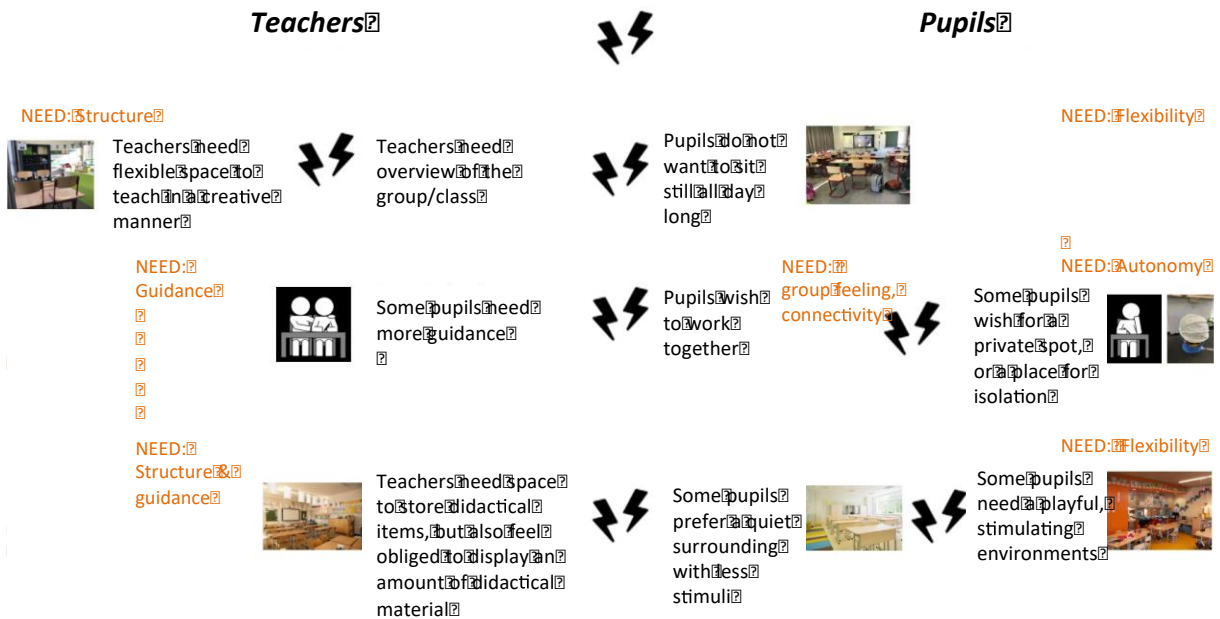 Teachers
Pupils
NEED: Structure
Teachers need
flexible space to
teach in a creative
manner
Teachers need
overview of the
group/class
Pupils do not
want to sit
still all day
long
NEED: Flexibility
NEED:
Guidance
Some pupils need
more guidance
Pupils wish
to work
together
NEED:
group feeling,
connectivity
NEED: Autonomy
Some pupils
wish for a
private spot,
or a place for
isolation
NEED:
Structure &
guidance
Teachers need space
to store didactical
items, but also feel
obliged to display an
amount of didactical
material
Some pupils
prefer a quiet
surrounding
with less
stimuli
NEED: Flexibility
Some pupils
need a playful,
stimulating
environments